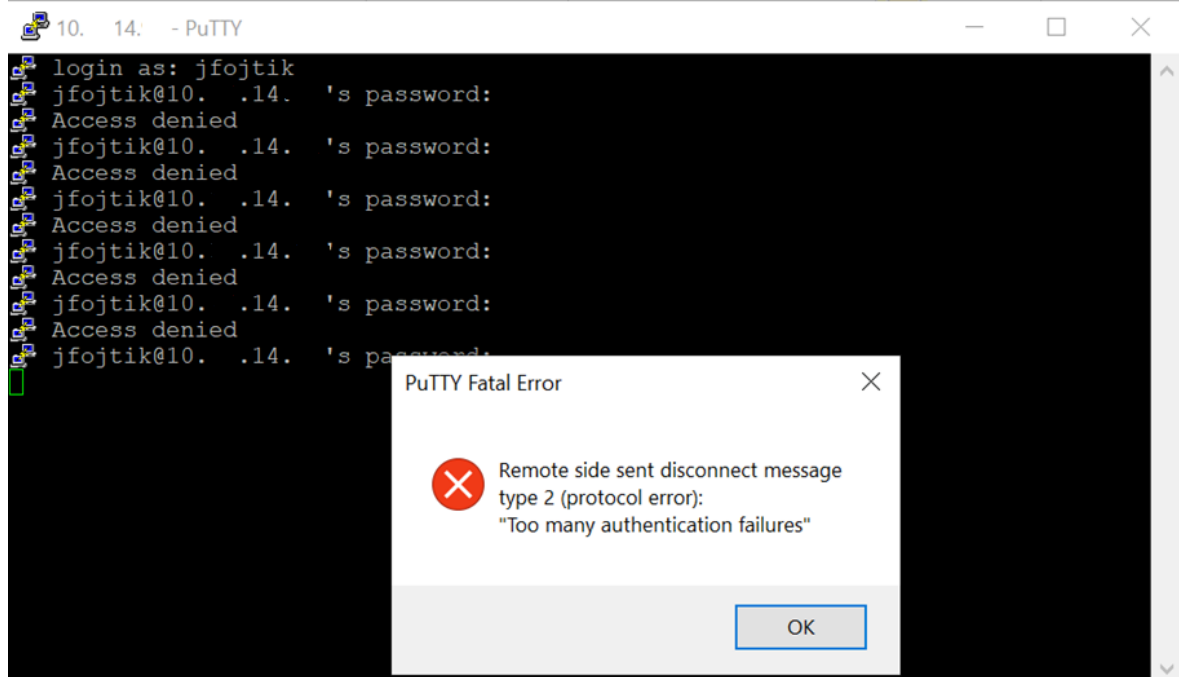 10. 14. - PuTTY
login as: jfojtik
jfojtik@10. .14. 's password:
Access denied
jfojtik@10. .14. 's password:
Access denied
jfojtik@10. .14. 's password:
Access denied
jfojtik@10. .14. 's password:
Access denied
jfojtik@10. .14. 's password:
Access denied
jfojtik@10. .14. 's password:
PuTTY Fatal Error
Remote side sent disconnect message
type 2 (protocol error):
"Too many authentication failures"
OK